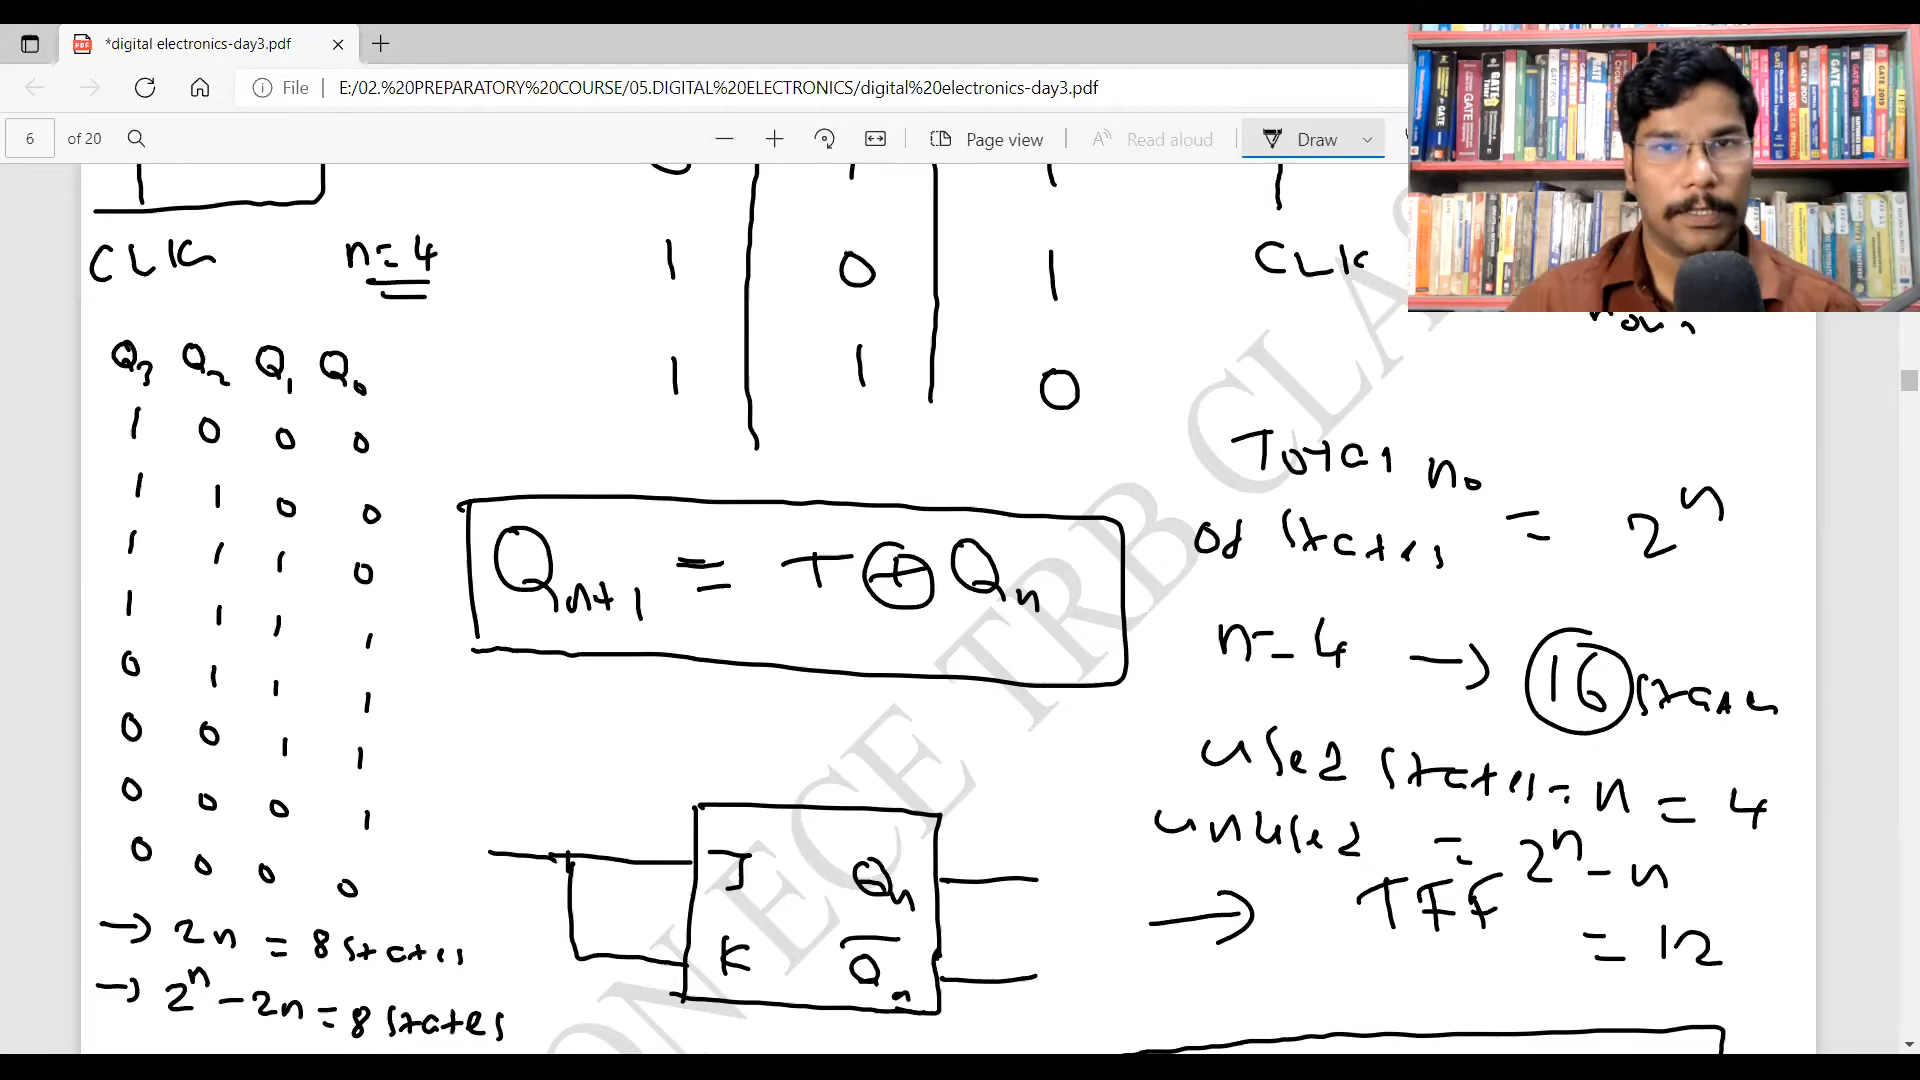 *digital electronics-day3.pdf
File E:/02.%20PREPARATORY%20COURSE/05.DIGITAL%20ELECTRONICS/digital%20electronics-day3.pdf
6 of 20 Page view Read aloud Draw
CLK n=4
1 0 1
1 1 0
CLK
Q3 Q2 Q1 Q0
1 0 0 0
1 1 0 0
1 1 1 0
1 1 1 1
0 1 1 1
0 0 1 1
0 0 0 1
0 0 0 0
→ 2n = 8 states
→ 2^n - 2n = 8 states
Qn+1 = T ⊕ Qn
J Qn
K Q̅n
Total no
of states = 2^n
n=4 → 16 states
used states = n = 4
unused = 2^n - n
= 12
→ TFF
ON ECE TRB CLA